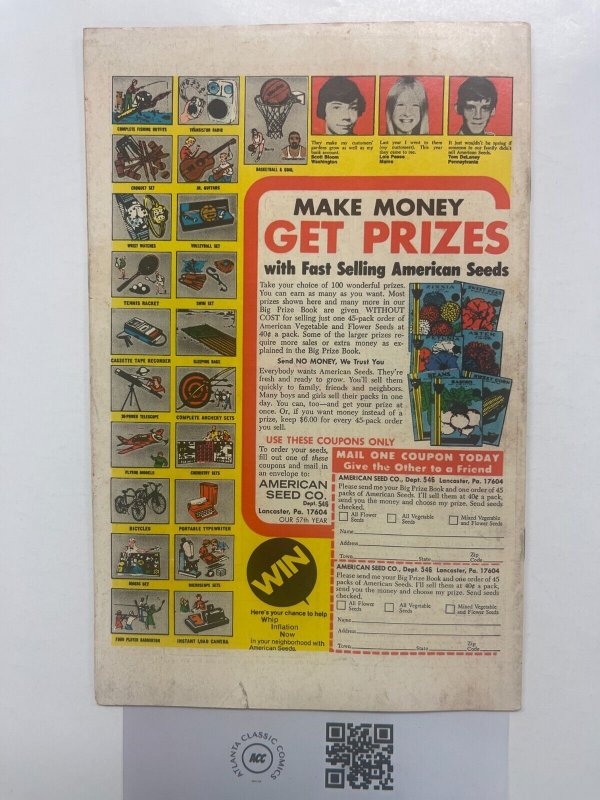 COMPLETE FISHING OUTFITS
TRANSISTOR RADIO
BASKETBALL & GOAL
CROQUET SET
JR. GUITARS
WRIST WATCHES
VOLLEYBALL SET
TENNIS RACKET
SWIM SET
CASSETTE TAPE RECORDER
SLEEPING BAGS
30-POWER TELESCOPE
COMPLETE ARCHERY SETS
FLYING MODELS
CHEMISTRY SETS
BICYCLES
PORTABLE TYPEWRITER
MAGIC SET
MICROSCOPE SETS
FOUR PLAYER BADMINTON
INSTANT LOAD CAMERA
They make my customers'
gardens grow as well as my
bank account.
Scott Bloom
Washington
Last year I went to them
(my customers). This year
they came to me.
Lois Pease
Maine
It just wouldn't be spring if
someone in our family didn't
sell American Seeds.
Tom DeLaney
Pennsylvania
MAKE MONEY
GET PRIZES
with Fast Selling American Seeds
Take your choice of 100 wonderful prizes.
You can earn as many as you want. Most
prizes shown here and many more in our
Big Prize Book are given WITHOUT
COST for selling just one 45-pack order of
American Vegetable and Flower Seeds at
40¢ a pack. Some of the larger prizes re-
quire more sales or extra money as ex-
plained in the Big Prize Book.
Send NO MONEY, We Trust You
Everybody wants American Seeds. They're
fresh and ready to grow. You'll sell them
quickly to family, friends and neighbors.
Many boys and girls sell their packs in one
day. You can, too—and get your prize at
once. Or, if you want money instead of a
prize, keep $6.00 for every 45-pack order
you sell.
ZINNIA
BEANS
RADISH
SWEET CORN
USE THESE COUPONS ONLY
To order your seeds,
fill out one of these
coupons and mail in
an envelope to:
AMERICAN
SEED CO.
Dept. 546
Lancaster, Pa. 17604
OUR 57th YEAR
MAIL ONE COUPON TODAY
Give the Other to a Friend
AMERICAN SEED CO., Dept. 546 Lancaster, Pa. 17604
Please send me your Big Prize Book and one order of 45
packs of American Seeds. I'll sell them at 40¢ a pack,
send you the money and choose my prize. Send seeds
checked.
All Flower Seeds
All Vegetable Seeds
Mixed Vegetable and Flower Seeds
Name
Address
Town State Zip Code
AMERICAN SEED CO., Dept. 546 Lancaster, Pa. 17604
Please send me your Big Prize Book and one order of 45
packs of American Seeds. I'll sell them at 40¢ a pack,
send you the money and choose my prize. Send seeds
checked.
All Flower Seeds
All Vegetable Seeds
Mixed Vegetable and Flower Seeds
Name
Address
Town State Zip Code
WIN
Here's your chance to help
Whip
Inflation
Now
in your neighborhood with
American Seeds.
ATLANTA CLASSIC COMICS
ACC